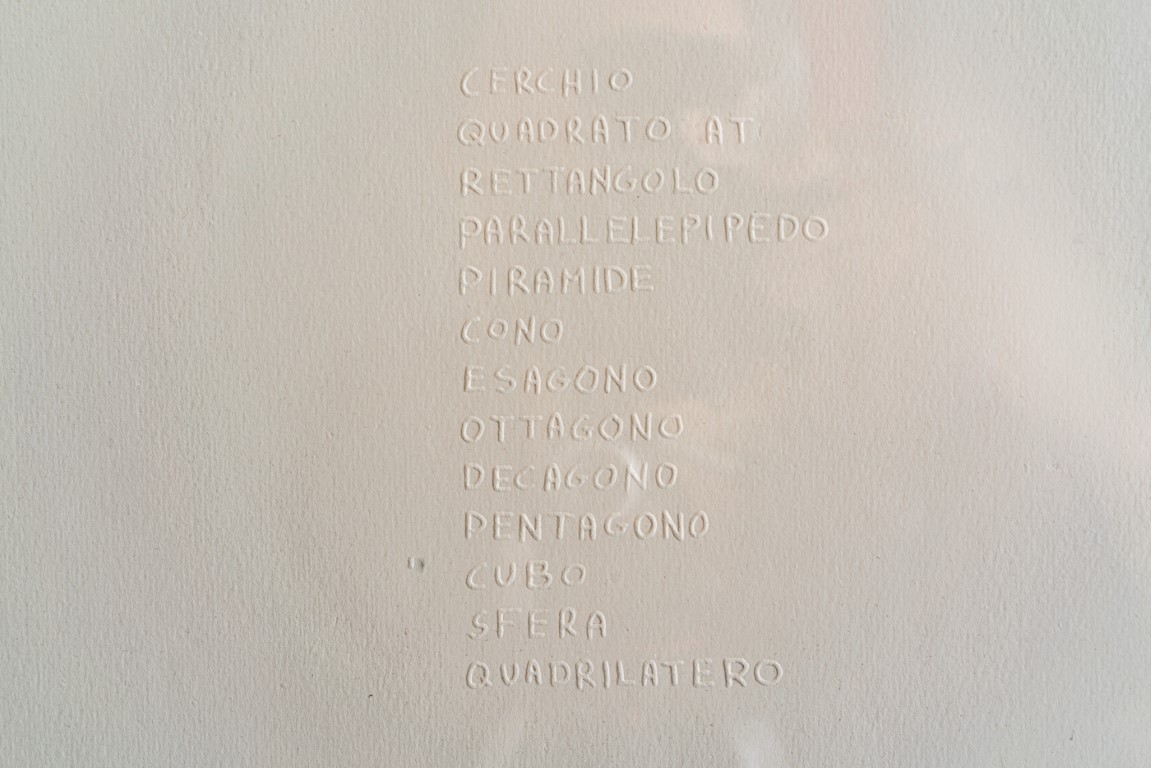 CERCHIO
QUADRATO AT
RETTANGOLO
PARALLELEPIPEDO
PIRAMIDE
CONO
ESAGONO
OTTAGONO
DECAGONO
PENTAGONO
CUBO
SFERA
QUADRILATERO